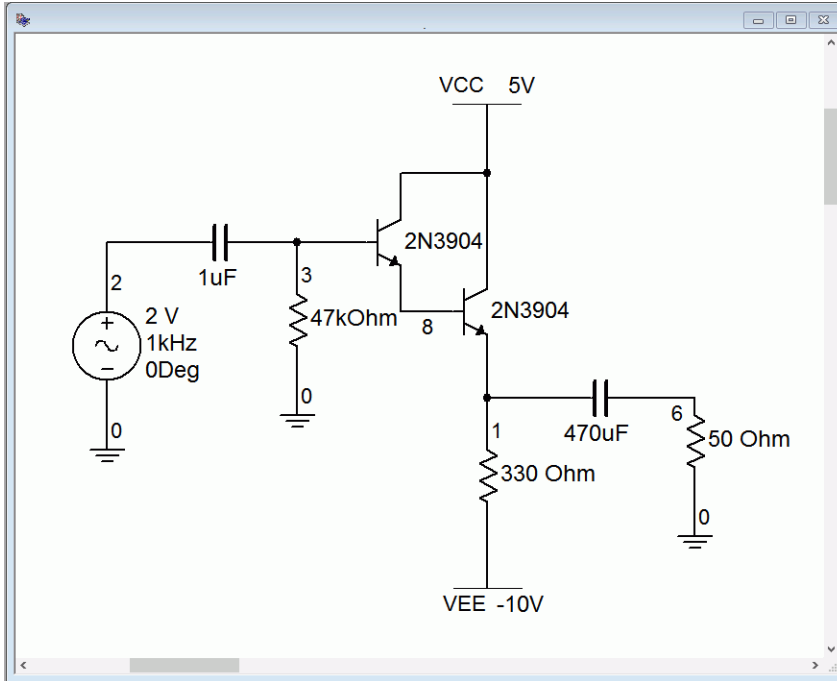 VCC 5V
2N3904
1uF
3
2
47kOhm
2N3904
8
2 V
1kHz
0Deg
0
0
1
470uF
6
50 Ohm
330 Ohm
0
VEE -10V